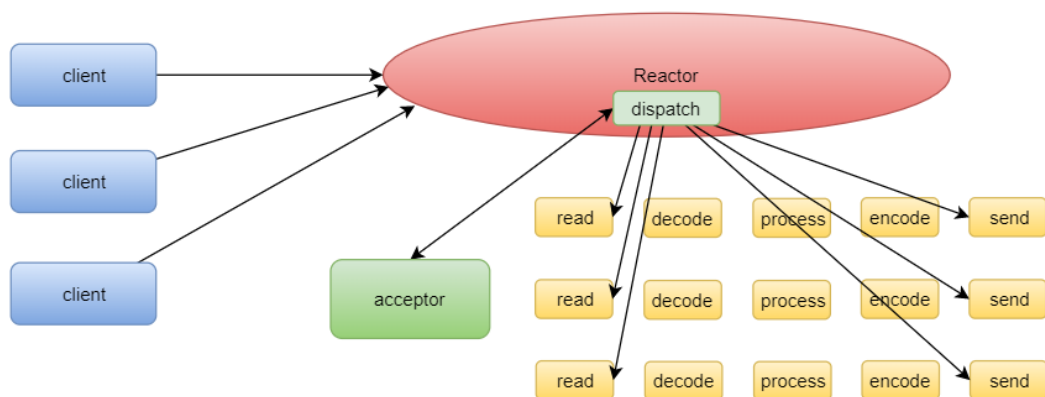 client
client
client
Reactor
dispatch
acceptor
read decode process encode send
read decode process encode send
read decode process encode send